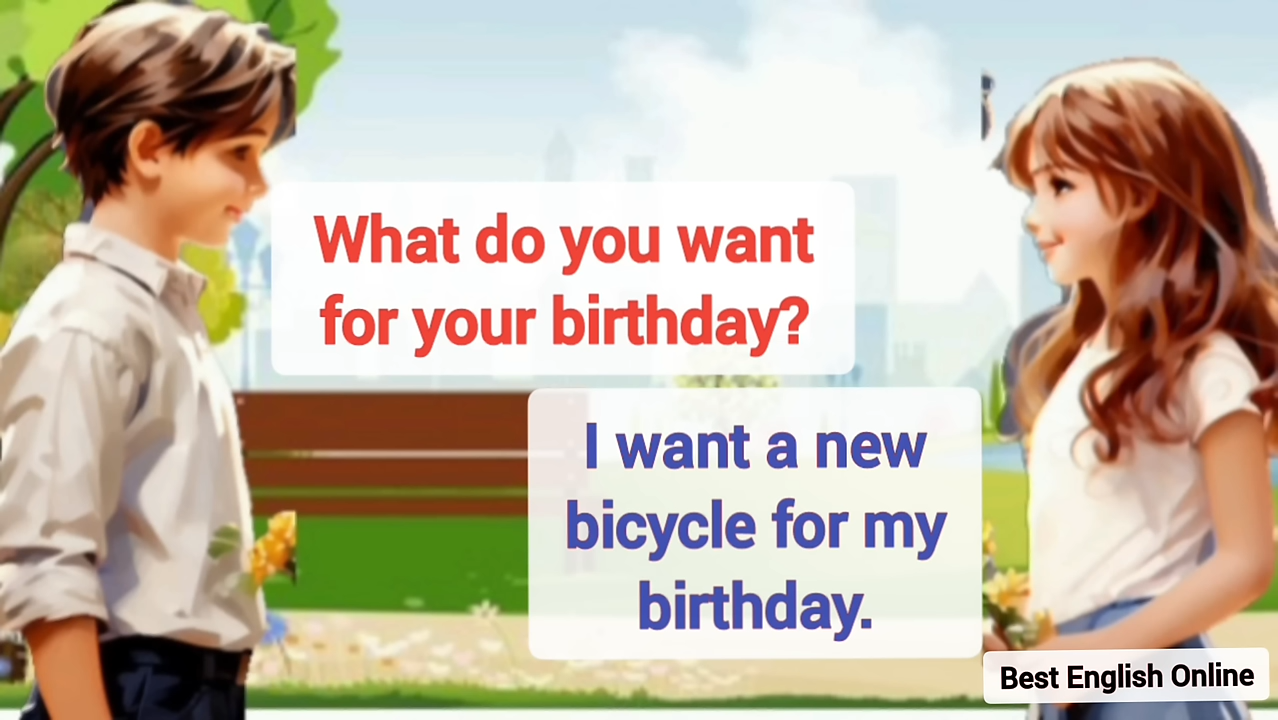 What do you want
for your birthday?
I want a new
bicycle for my
birthday.
Best English Online